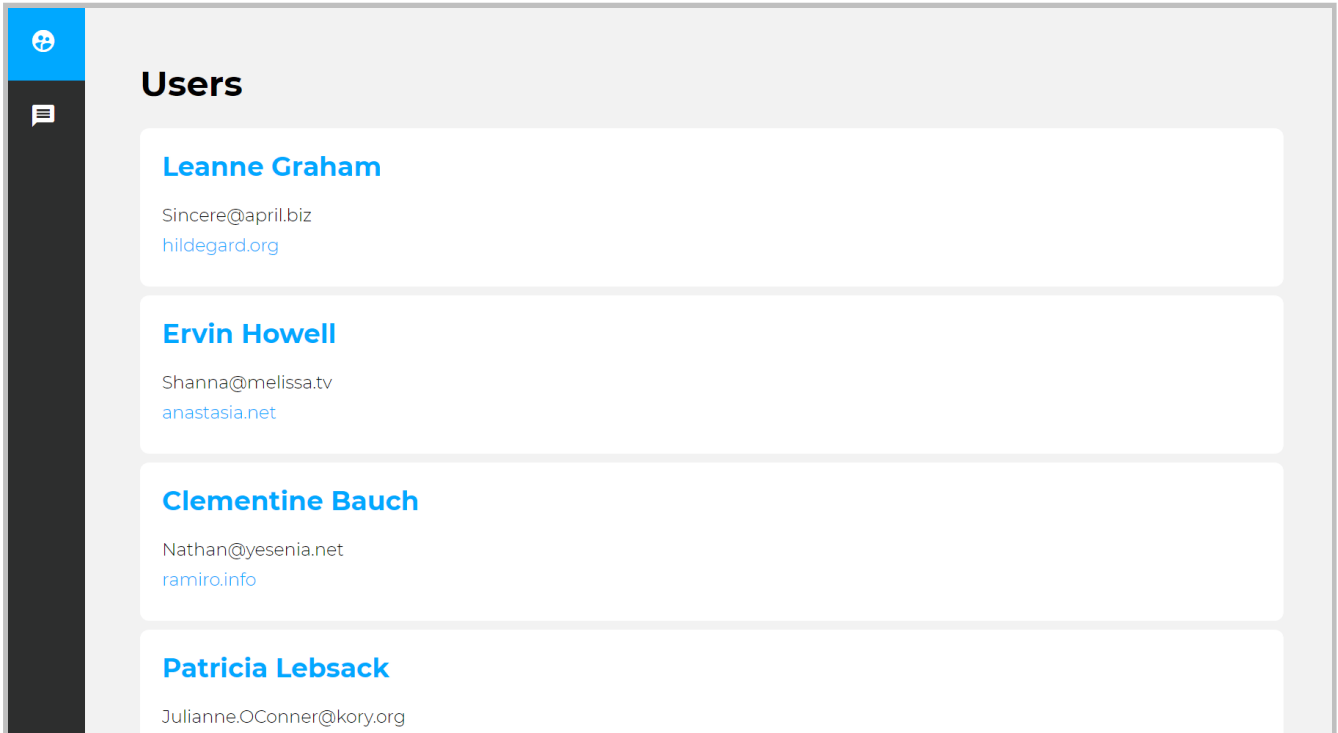 Users
Leanne Graham
Sincere@april.biz
hildegard.org
Ervin Howell
Shanna@melissa.tv
anastasia.net
Clementine Bauch
Nathan@yesenia.net
ramiro.info
Patricia Lebsack
Julianne.OConner@kory.org